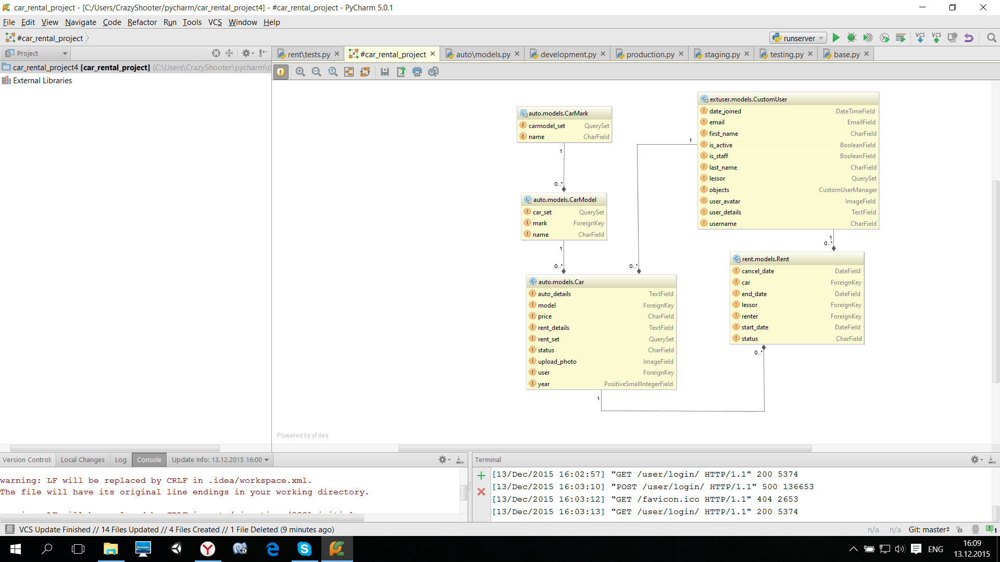 car_rental_project - [C:/Users/CrazyShooter/pycharm/car_rental_project4] - #car_rental_project - PyCharm 5.0.1
File Edit View Navigate Code Refactor Run Tools VCS Window Help
#car_rental_project
runserver
VCS VCS
Project
rent\tests.py #car_rental_project auto\models.py development.py production.py staging.py testing.py base.py
car_rental_project4 [car_rental_project] (C:\Users\CrazyShooter\pycharm\c
External Libraries
auto.models.CarMark
carmodel_set QuerySet
name CharField
1
0..*
auto.models.CarModel
car_set QuerySet
mark ForeignKey
name CharField
1
0..*
auto.models.Car
auto_details TextField
model ForeignKey
price CharField
rent_details TextField
rent_set QuerySet
status CharField
upload_photo ImageField
user ForeignKey
year PositiveSmallIntegerField
1
0..*
1
0..*
extuser.models.CustomUser
date_joined DateTimeField
email EmailField
first_name CharField
is_active BooleanField
is_staff BooleanField
last_name CharField
lessor QuerySet
objects CustomUserManager
user_avatar ImageField
user_details TextField
username CharField
1
0..*
rent.models.Rent
cancel_date DateField
car ForeignKey
end_date DateField
lessor ForeignKey
renter ForeignKey
start_date DateField
status CharField
Powered by yFiles
Version Control: Local Changes Log Console Update Info: 13.12.2015 16:00
warning: LF will be replaced by CRLF in .idea/workspace.xml.
The file will have its original line endings in your working directory.
Terminal
[13/Dec/2015 16:02:57] "GET /user/login/ HTTP/1.1" 200 5374
[13/Dec/2015 16:03:10] "POST /user/login/ HTTP/1.1" 500 136653
[13/Dec/2015 16:03:12] "GET /favicon.ico HTTP/1.1" 404 2653
[13/Dec/2015 16:03:13] "GET /user/login/ HTTP/1.1" 200 5374
VCS Update Finished // 14 Files Updated // 4 Files Created // 1 File Deleted (9 minutes ago)
n/a n/a Git: master 1
ENG
16:09
13.12.2015